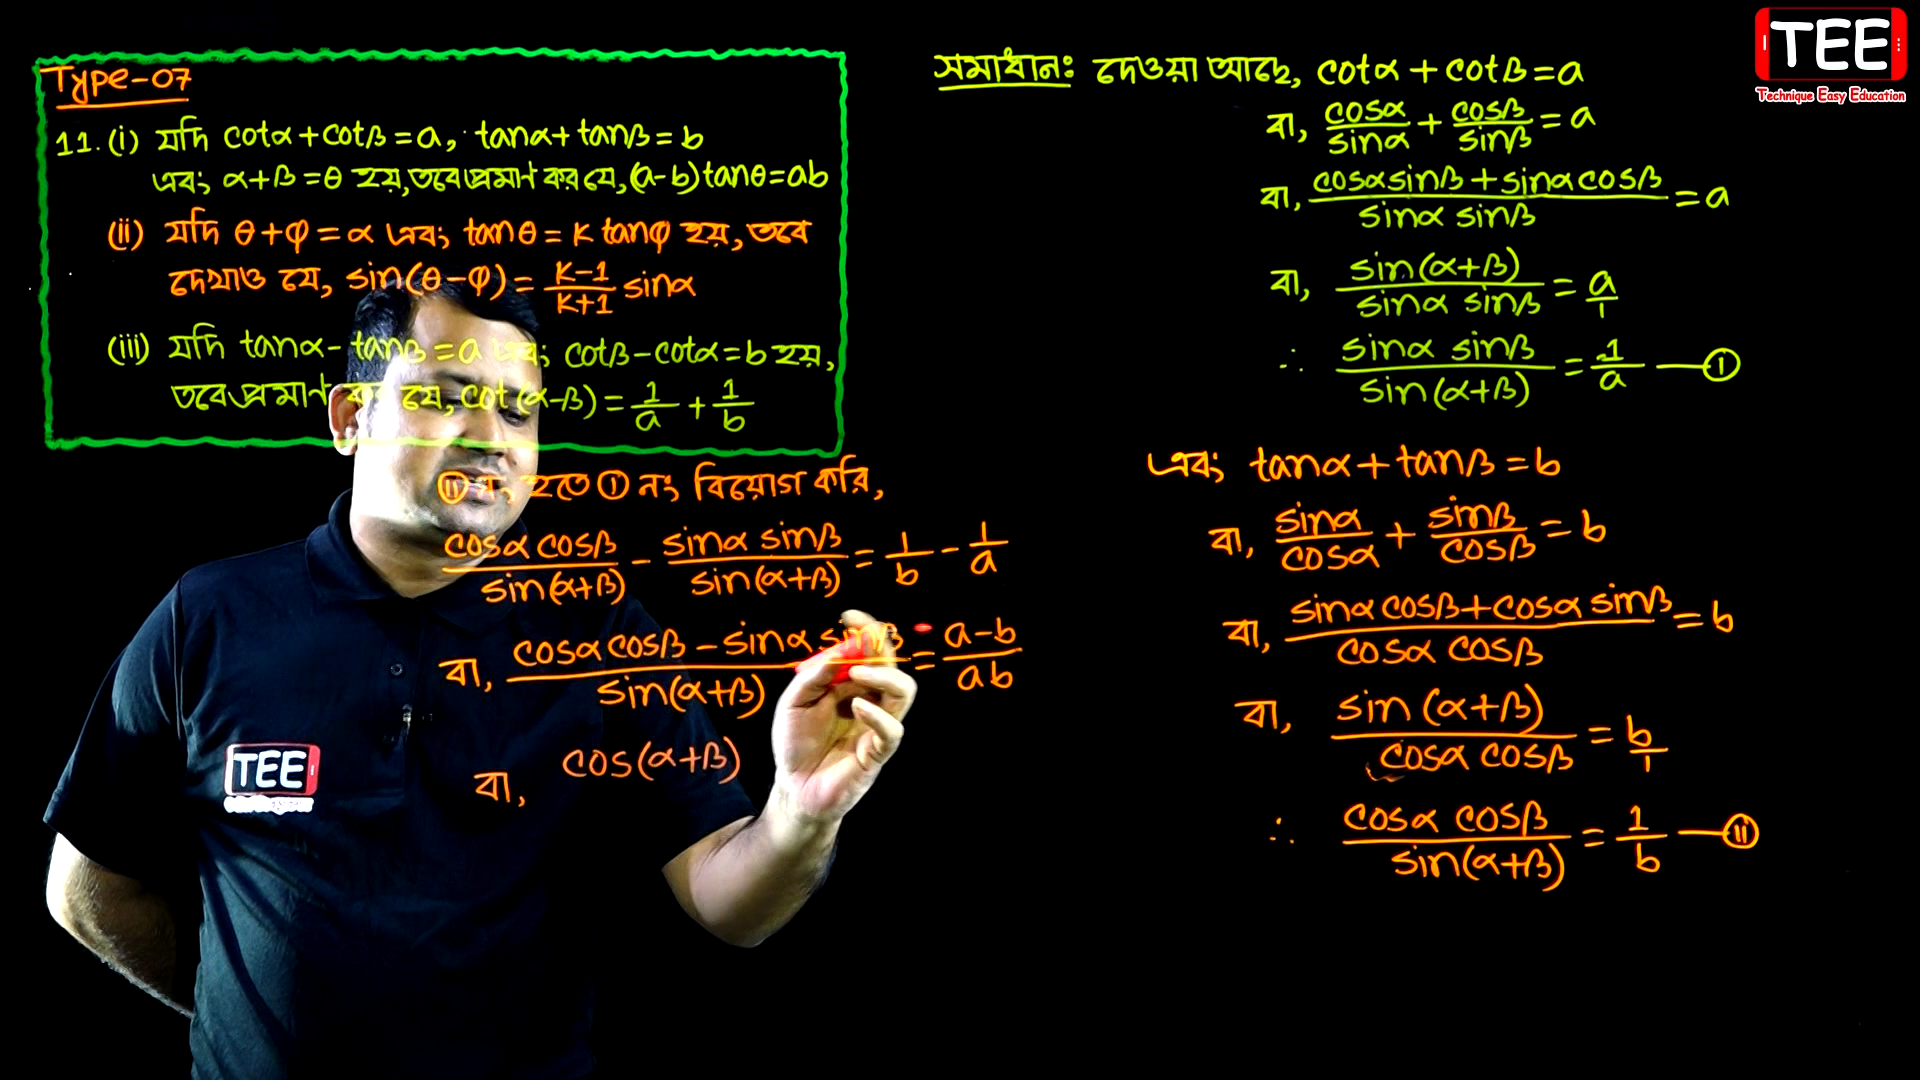 Type-07
11. (i) যদি cotα + cotβ = a, tanα + tanβ = b
এবং α+β = θ হয়, তবে প্রমাণ কর যে, (a-b) tanθ = ab
(ii) যদি θ+φ = α এবং tanθ = K tanφ হয়, তবে
দেখাও যে, sin(θ-φ) = (K-1)/(K+1) sinα
(iii) যদি tanα - tanβ = a এবং cotβ - cotα = b হয়,
তবে প্রমাণ কর যে, cot(α-β) = 1/a + 1/b
(ii) হতে (i) নং বিয়োগ করি,
cosα cosβ / sin(α+β) - sinα sinβ / sin(α+β) = 1/b - 1/a
বা, (cosα cosβ - sinα sinβ) / sin(α+β) = (a-b)/ab
বা, cos(α+β)
সমাধান: দেওয়া আছে, cotα + cotβ = a
বা, cosα/sinα + cosβ/sinβ = a
বা, (cosα sinβ + sinα cosβ) / sinα sinβ = a
বা, sin(α+β) / sinα sinβ = a/1
∴ sinα sinβ / sin(α+β) = 1/a — (i)
এবং tanα + tanβ = b
বা, sinα/cosα + sinβ/cosβ = b
বা, (sinα cosβ + cosα sinβ) / cosα cosβ = b
বা, sin(α+β) / cosα cosβ = b/1
∴ cosα cosβ / sin(α+β) = 1/b — (ii)
TEE
Technique Easy Education
TEE